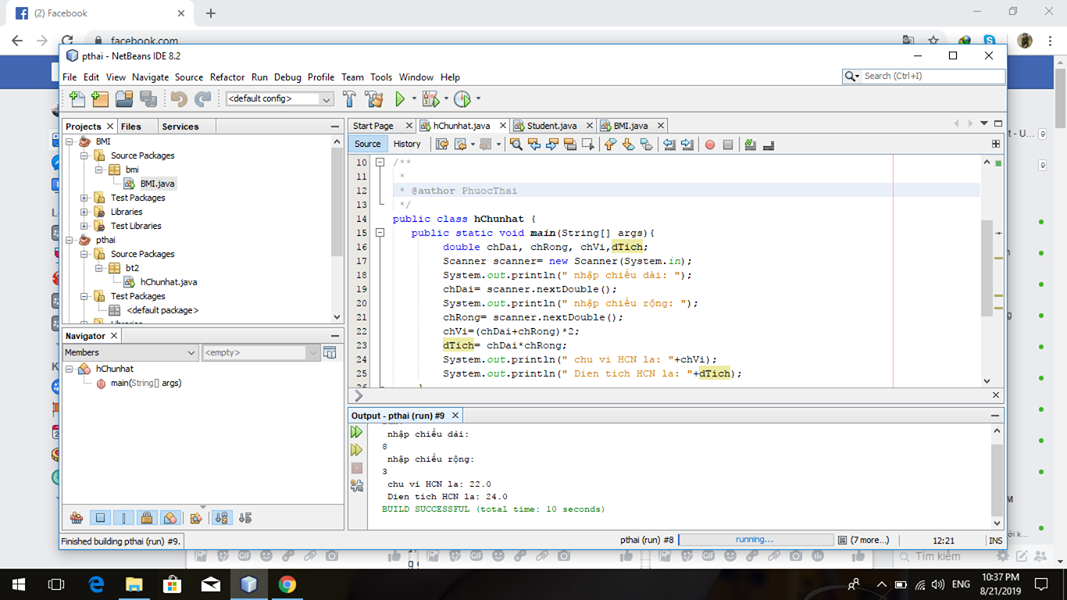 (2) Facebook
facebook.com
pthai - NetBeans IDE 8.2
File Edit View Navigate Source Refactor Run Debug Profile Team Tools Window Help
Search (Ctrl+I)
<default config>
Projects Files Services
BMI
Source Packages
bmi
BMI.java
Test Packages
Libraries
Test Libraries
pthai
Source Packages
bt2
hChunhat.java
Test Packages
<default package>
Libraries
Navigator
Members <empty>
hChunhat
main(String[] args)
Start Page hChunhat.java Student.java BMI.java
Source History
10 /**
11 *
12 * @author PhuocThai
13 */
14 public class hChunhat {
15 public static void main(String[] args){
16 double chDai, chRong, chVi,dTich;
17 Scanner scanner= new Scanner(System.in);
18 System.out.println(" nhập chiều dài: ");
19 chDai= scanner.nextDouble();
20 System.out.println(" nhập chiều rộng: ");
21 chRong= scanner.nextDouble();
22 chVi=(chDai+chRong)*2;
23 dTich= chDai*chRong;
24 System.out.println(" chu vi HCN la: "+chVi);
25 System.out.println(" Dien tich HCN la: "+dTich);
26 }
Output - pthai (run) #9
nhập chiều dài:
8
nhập chiều rộng:
3
chu vi HCN la: 22.0
Dien tich HCN la: 24.0
BUILD SUCCESSFUL (total time: 10 seconds)
Finished building pthai (run) #9.
pthai (run) #8 running... (7 more...) 12:21 INS
Tìm kiếm
ENG
10:37 PM
8/21/2019